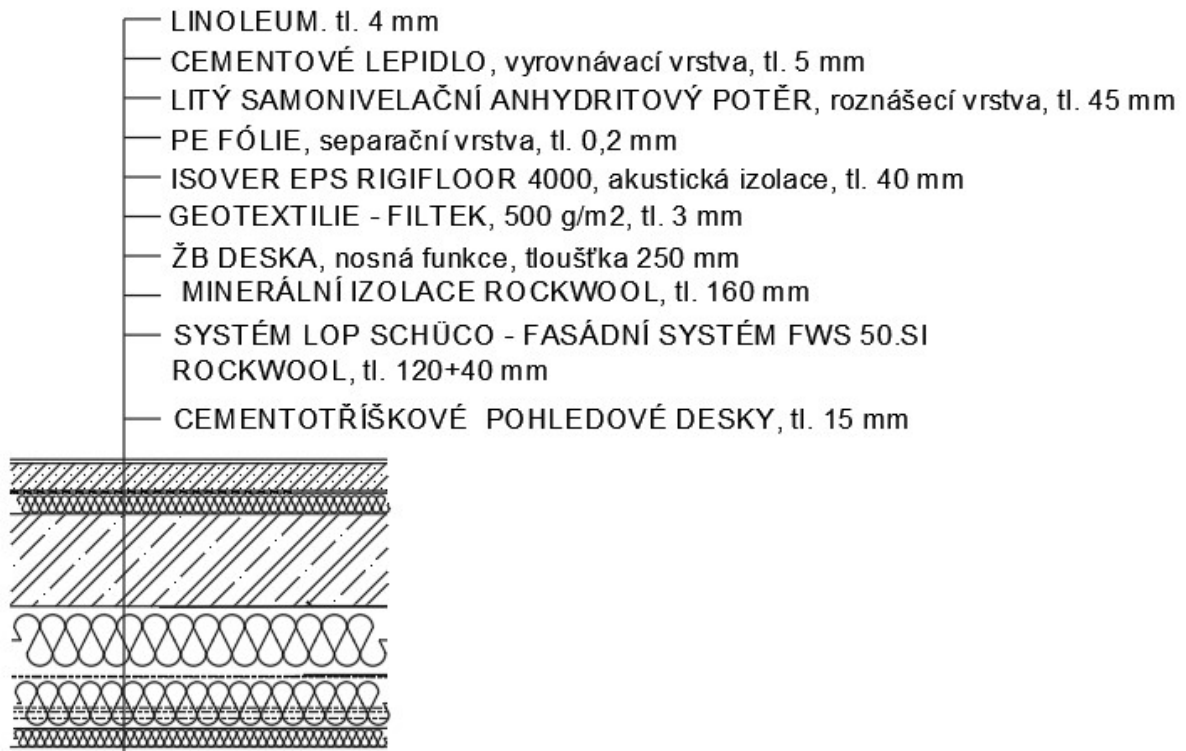 LINOLEUM. tl. 4 mm
CEMENTOVÉ LEPIDLO, vyrovnávací vrstva, tl. 5 mm
LITÝ SAMONIVELAČNÍ ANHYDRITOVÝ POTĚR, roznášecí vrstva, tl. 45 mm
PE FÓLIE, separační vrstva, tl. 0,2 mm
ISOVER EPS RIGIFLOOR 4000, akustická izolace, tl. 40 mm
GEOTEXTILIE - FILTEK, 500 g/m2, tl. 3 mm
ŽB DESKA, nosná funkce, tloušťka 250 mm
MINERÁLNÍ IZOLACE ROCKWOOL, tl. 160 mm
SYSTÉM LOP SCHÜCO - FASÁDNÍ SYSTÉM FWS 50.SI
ROCKWOOL, tl. 120+40 mm
CEMENTOTŘÍŠKOVÉ POHLEDOVÉ DESKY, tl. 15 mm